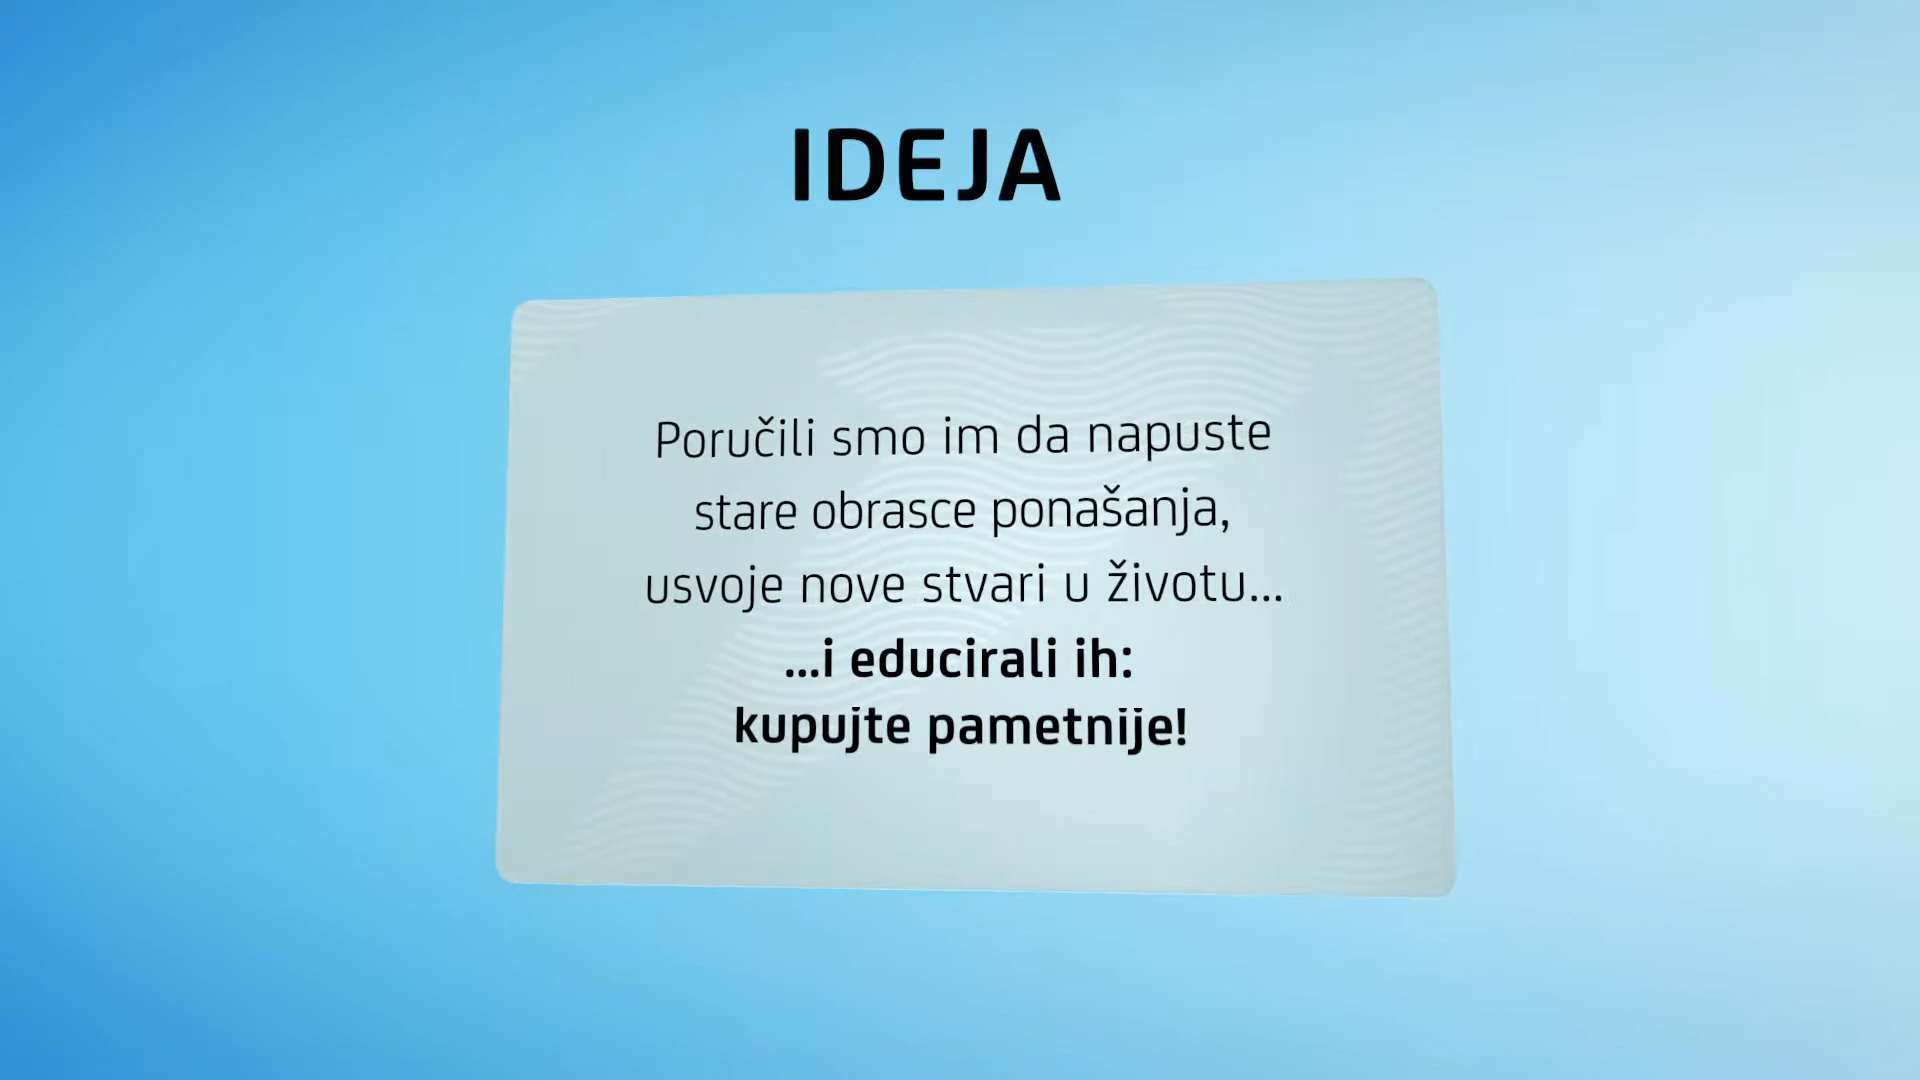 IDEJA
Poručili smo im da napuste
stare obrasce ponašanja,
usvoje nove stvari u životu...
...i educirali ih:
kupujte pametnije!